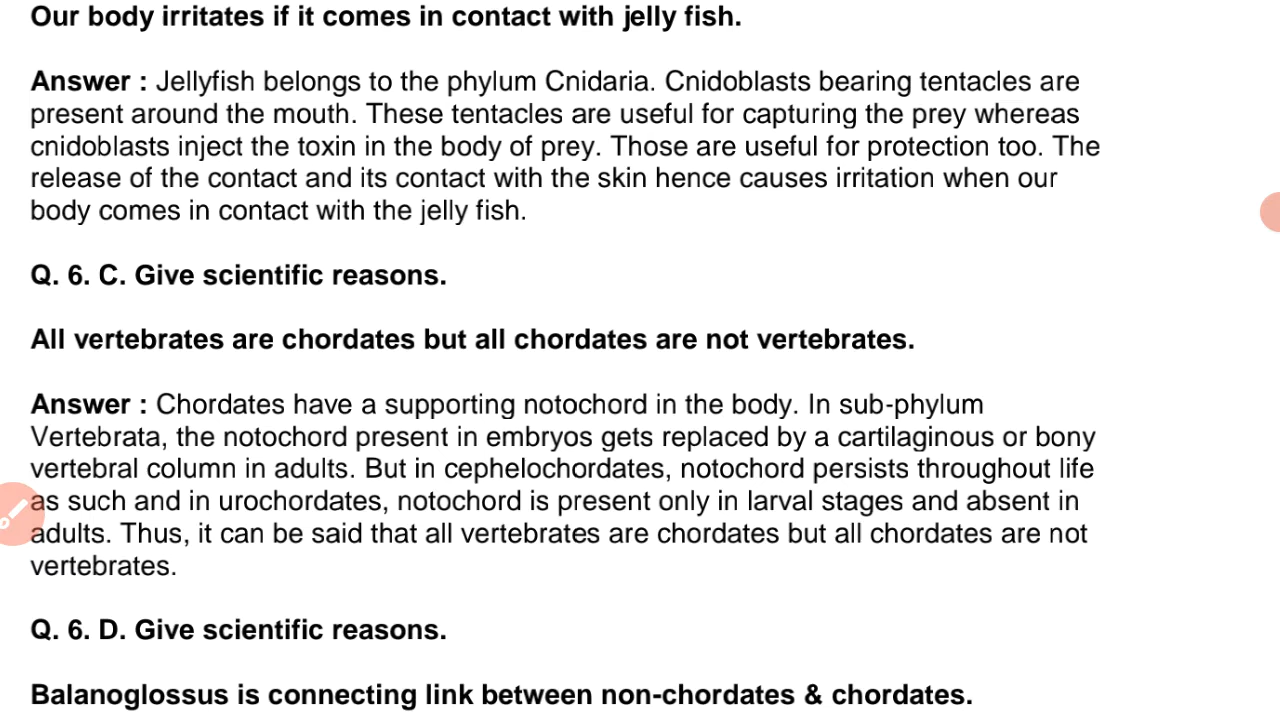 Our body irritates if it comes in contact with jelly fish.
Answer : Jellyfish belongs to the phylum Cnidaria. Cnidoblasts bearing tentacles are
present around the mouth. These tentacles are useful for capturing the prey whereas
cnidoblasts inject the toxin in the body of prey. Those are useful for protection too. The
release of the contact and its contact with the skin hence causes irritation when our
body comes in contact with the jelly fish.
Q. 6. C. Give scientific reasons.
All vertebrates are chordates but all chordates are not vertebrates.
Answer : Chordates have a supporting notochord in the body. In sub-phylum
Vertebrata, the notochord present in embryos gets replaced by a cartilaginous or bony
vertebral column in adults. But in cephelochordates, notochord persists throughout life
as such and in urochordates, notochord is present only in larval stages and absent in
adults. Thus, it can be said that all vertebrates are chordates but all chordates are not
vertebrates.
Q. 6. D. Give scientific reasons.
Balanoglossus is connecting link between non-chordates & chordates.